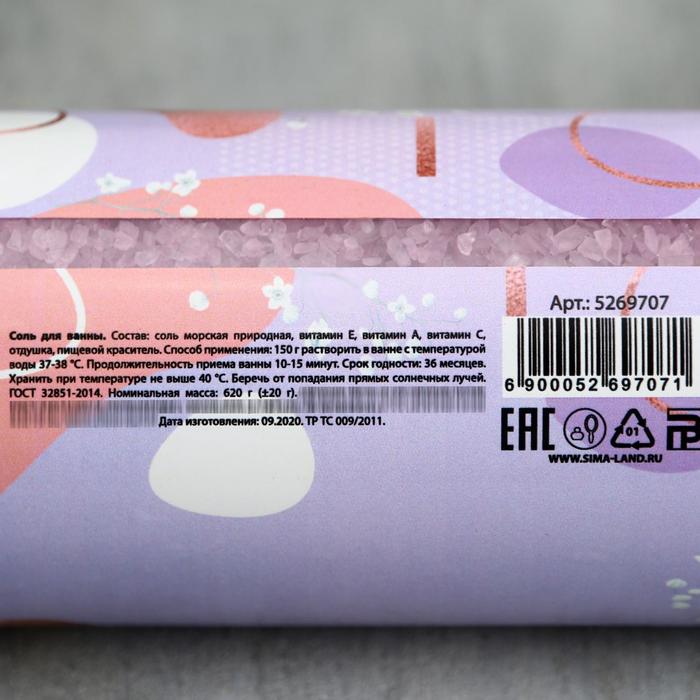 Соль для ванны. Состав: соль морская природная, витамин Е, витамин А, витамин С,
отдушка, пищевой краситель. Способ применения: 150 г растворить в ванне с температурой
воды 37-38 °С. Продолжительность приема ванны 10-15 минут. Срок годности: 36 месяцев.
Хранить при температуре не выше 40 °С. Беречь от попадания прямых солнечных лучей.
ГОСТ 32851-2014. Номинальная масса: 620 г (±20 г).
Дата изготовления: 09.2020. ТР ТС 009/2011.
Арт.: 5269707
6 900052 697071
EAC
01
WWW.SIMA-LAND.RU